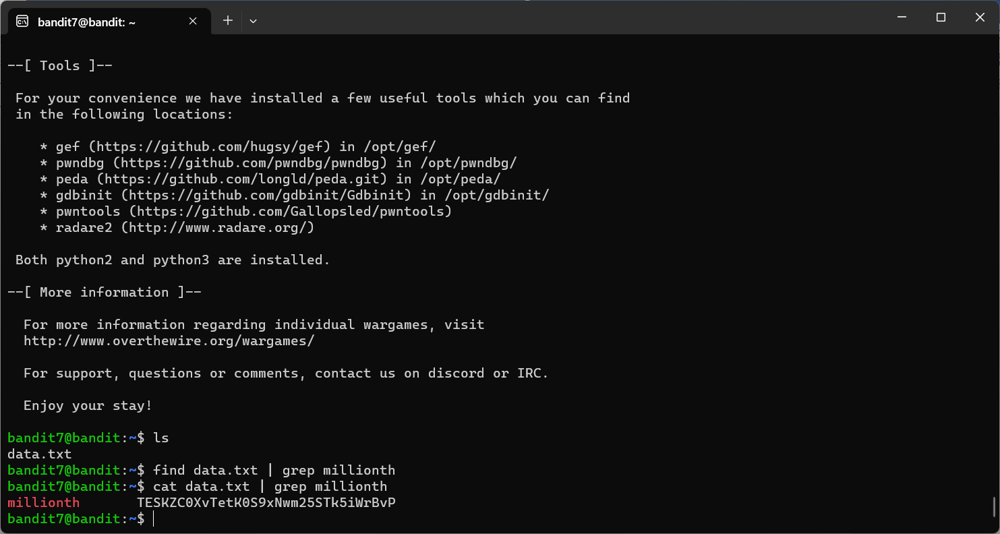 bandit7@bandit: ~
--[ Tools ]--
For your convenience we have installed a few useful tools which you can find
in the following locations:
* gef (https://github.com/hugsy/gef) in /opt/gef/
* pwndbg (https://github.com/pwndbg/pwndbg) in /opt/pwndbg/
* peda (https://github.com/longld/peda.git) in /opt/peda/
* gdbinit (https://github.com/gdbinit/Gdbinit) in /opt/gdbinit/
* pwntools (https://github.com/Gallopsled/pwntools)
* radare2 (http://www.radare.org/)
Both python2 and python3 are installed.
--[ More information ]--
For more information regarding individual wargames, visit
http://www.overthewire.org/wargames/
For support, questions or comments, contact us on discord or IRC.
Enjoy your stay!
bandit7@bandit:~$ ls
data.txt
bandit7@bandit:~$ find data.txt | grep millionth
bandit7@bandit:~$ cat data.txt | grep millionth
millionth TESKZC0XvTetK0S9xNwm25STk5iWrBvP
bandit7@bandit:~$